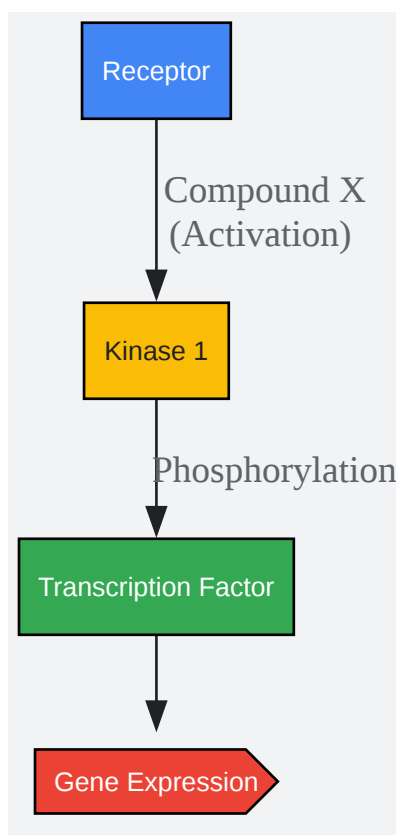 Receptor
Compound X
(Activation)
Kinase 1
Phosphorylation
Transcription Factor
Gene Expression